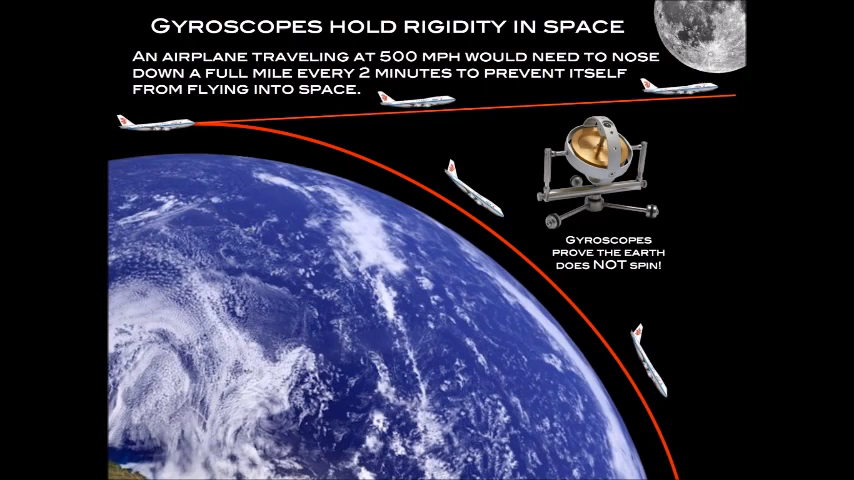 Gyroscopes hold rigidity in space
An airplane traveling at 500 mph would need to nose
down a full mile every 2 minutes to prevent itself
from flying into space.
Gyroscopes
prove the earth
does NOT spin!